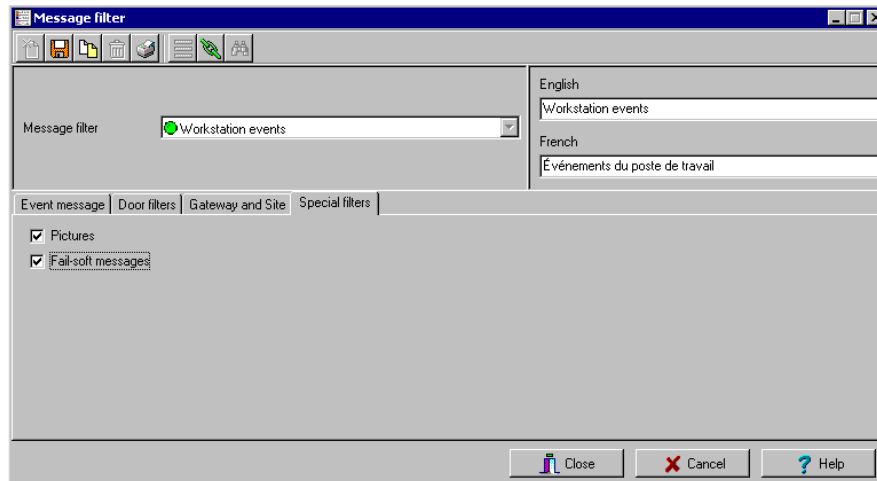 Message filter
English
Workstation events
Message filter
Workstation events
French
Événements du poste de travail
Event message
Door filters
Gateway and Site
Special filters
Pictures
Fail-soft messages
Close
Cancel
? Help